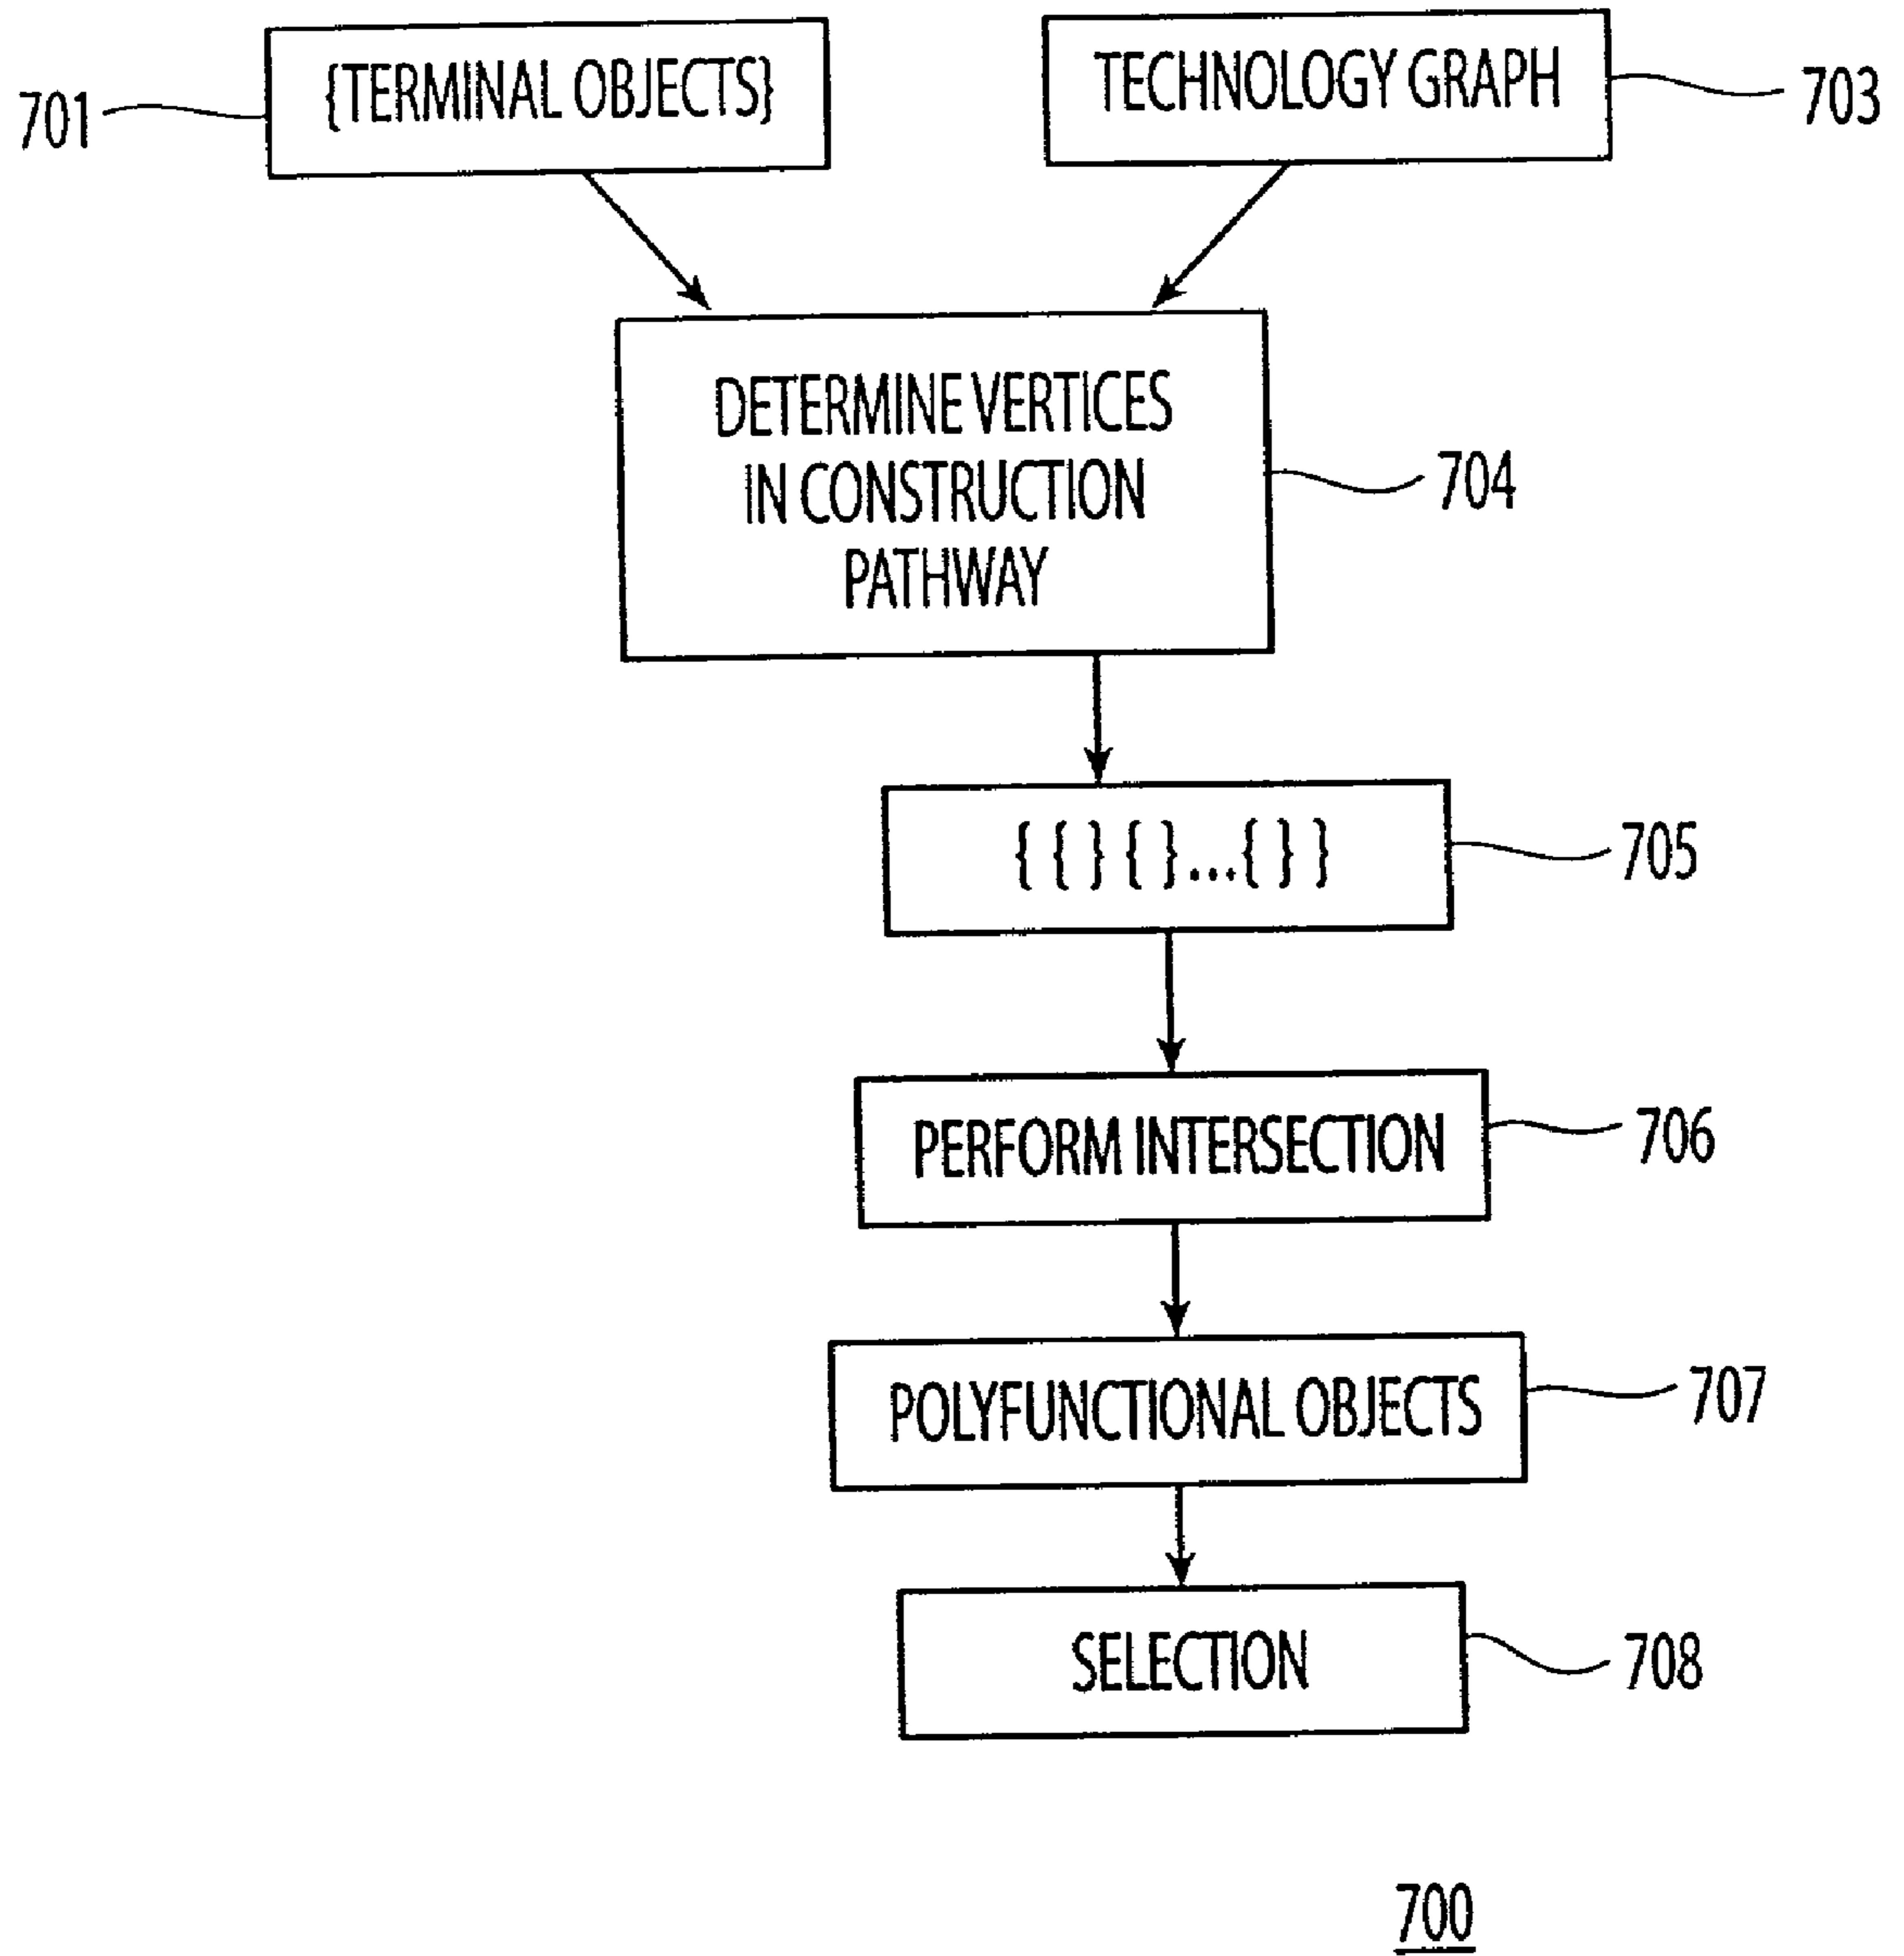 {TERMINAL OBJECTS}
701
TECHNOLOGY GRAPH
703
DETERMINE VERTICES
IN CONSTRUCTION
PATHWAY
704
{ { } { } ... { } }
705
PERFORM INTERSECTION
706
POLYFUNCTIONAL OBJECTS
707
SELECTION
708
700